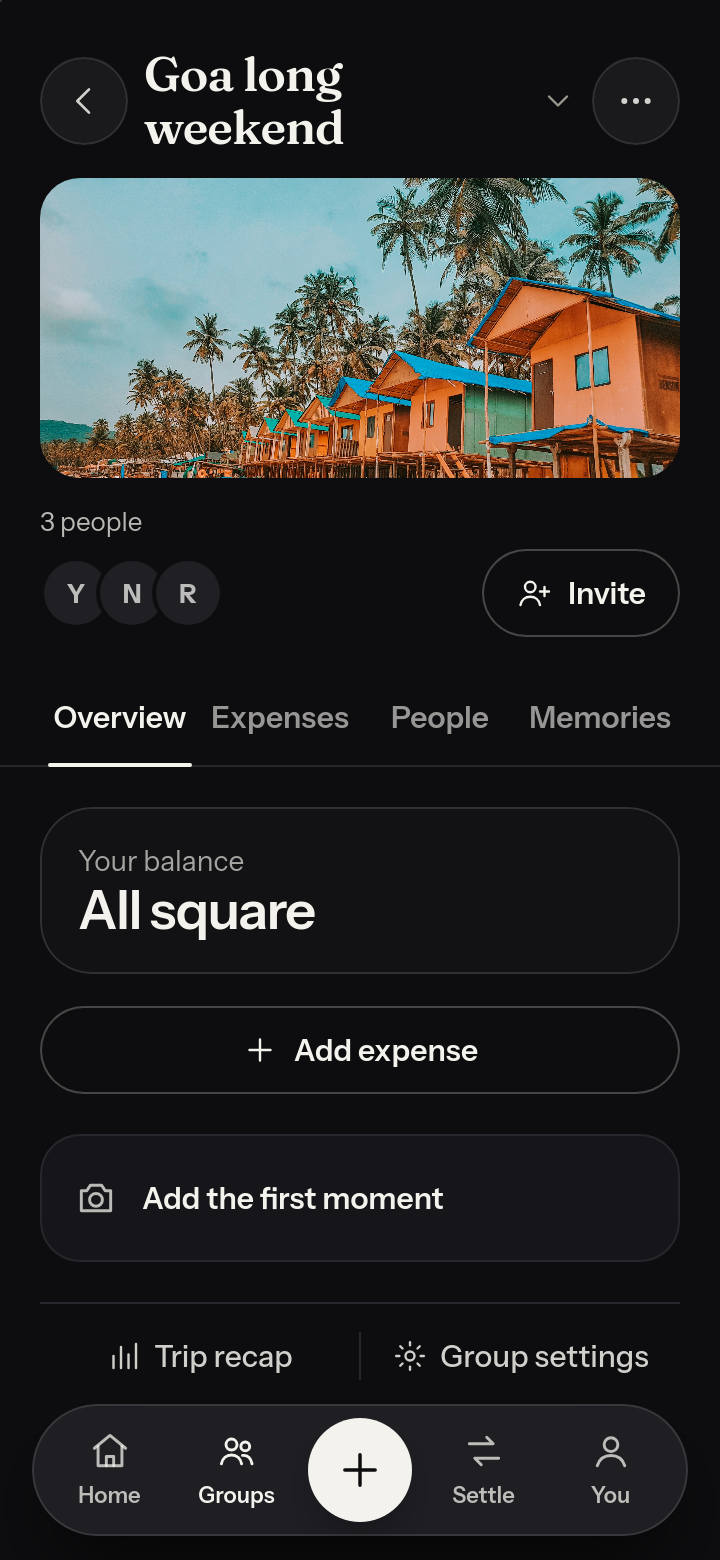 Goa long
weekend
3 people
Y N R
Invite
Overview Expenses People Memories
Your balance
All square
Add expense
Add the first moment
Trip recap Group settings
Home Groups Settle You